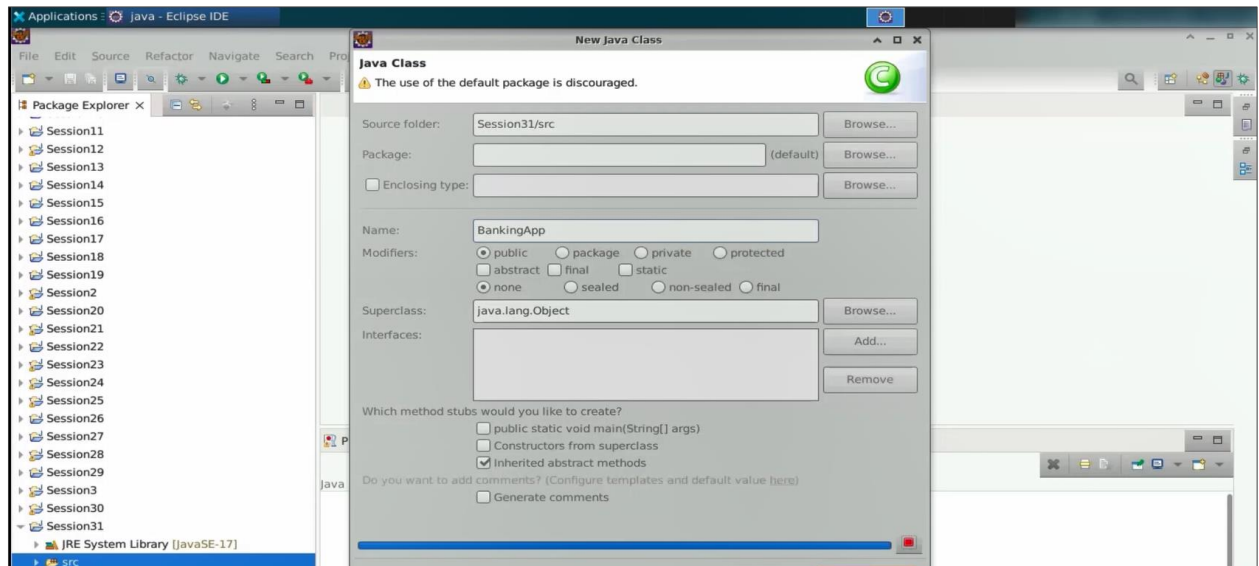 Applications : java - Eclipse IDE
File Edit Source Refactor Navigate Search Pro
New Java Class
Java Class
The use of the default package is discouraged.
Package Explorer
Session11
Session12
Session13
Session14
Session15
Session16
Session17
Session18
Session19
Session2
Session20
Session21
Session22
Session23
Session24
Session25
Session26
Session27
Session28
Session29
Session3
Session30
Session31
JRE System Library [JavaSE-17]
src
Source folder: Session31/src Browse...
Package: (default) Browse...
Enclosing type: Browse...
Name: BankingApp
Modifiers: public package private protected
abstract final static
none sealed non-sealed final
Superclass: java.lang.Object Browse...
Interfaces: Add...
Remove
Which method stubs would you like to create?
public static void main(String[] args)
Constructors from superclass
Inherited abstract methods
Do you want to add comments? (Configure templates and default value here)
Generate comments
P
Java